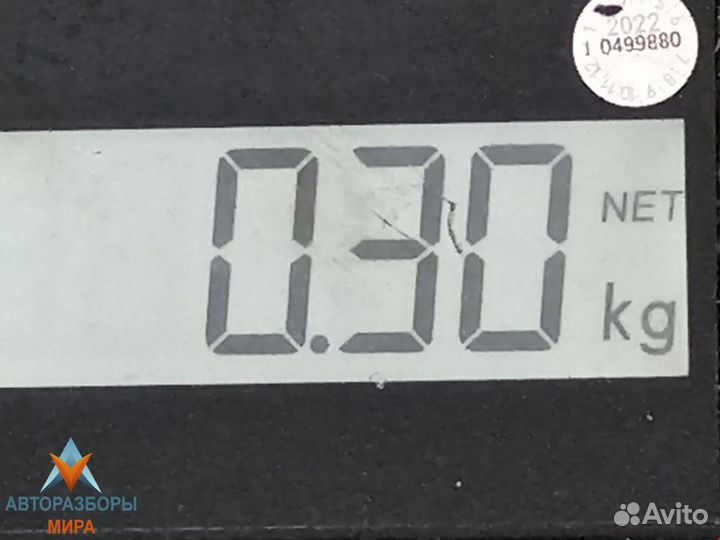 2022
1 0499880
0.30
NET
kg
АВТОРАЗБОРЫ
МИРА
Avito